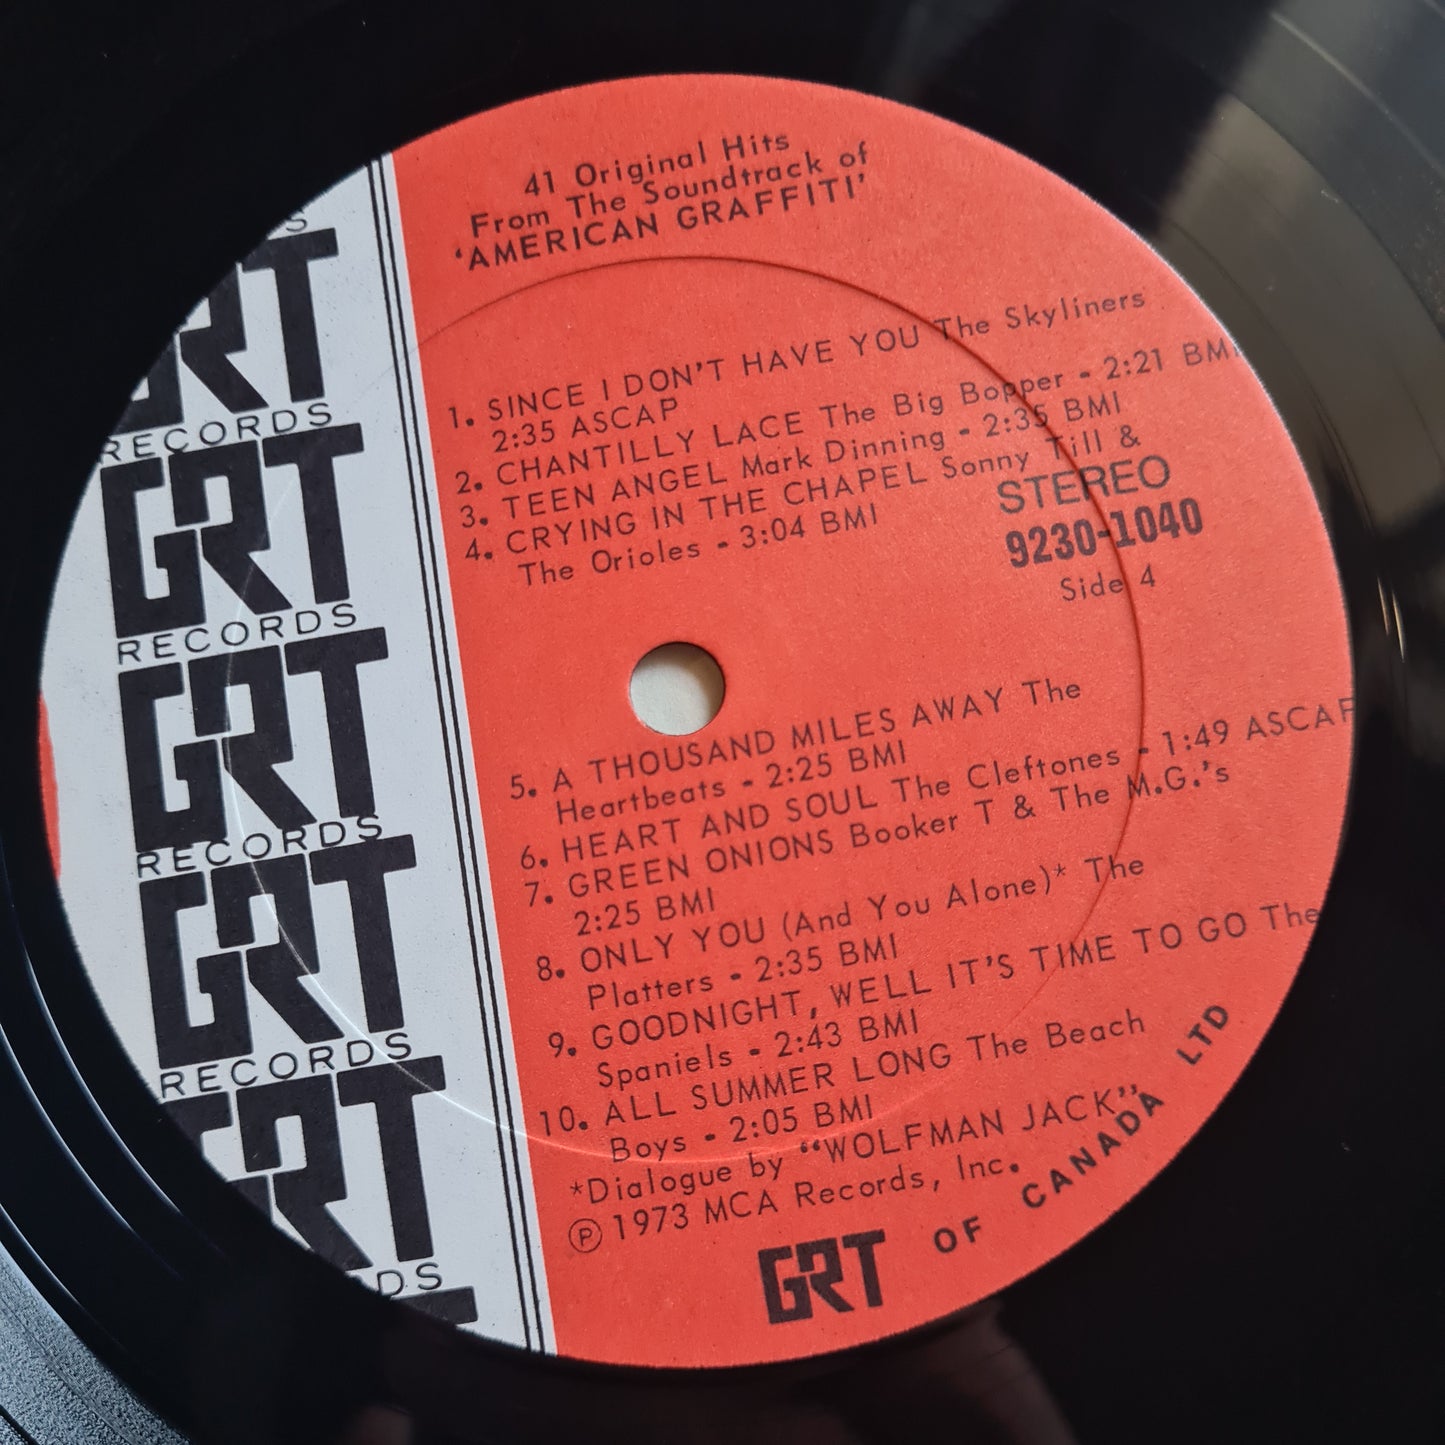 41 Original Hits
From The Soundtrack of
'AMERICAN GRAFFITI'
1. SINCE I DON'T HAVE YOU The Skyliners
2:35 ASCAP
2. CHANTILLY LACE The Big Bopper - 2:21 BMI
3. TEEN ANGEL Mark Dinning - 2:35 BMI
4. CRYING IN THE CHAPEL Sonny Till &
The Orioles - 3:04 BMI
STEREO
9230-1040
Side 4
5. A THOUSAND MILES AWAY The
Heartbeats - 2:25 BMI
6. HEART AND SOUL The Cleftones - 1:49 ASCAP
7. GREEN ONIONS Booker T & The M.G.'s
2:25 BMI
8. ONLY YOU (And You Alone)* The
Platters - 2:35 BMI
9. GOODNIGHT, WELL IT'S TIME TO GO The
Spaniels - 2:43 BMI
10. ALL SUMMER LONG The Beach
Boys - 2:05 BMI
*Dialogue by "WOLFMAN JACK"
℗ 1973 MCA Records, Inc.
GRT OF CANADA LTD
S
GRT
RECORDS
GRT
RECORDS
GRT
RECORDS
GRT
RECORDS
GRT
RDS